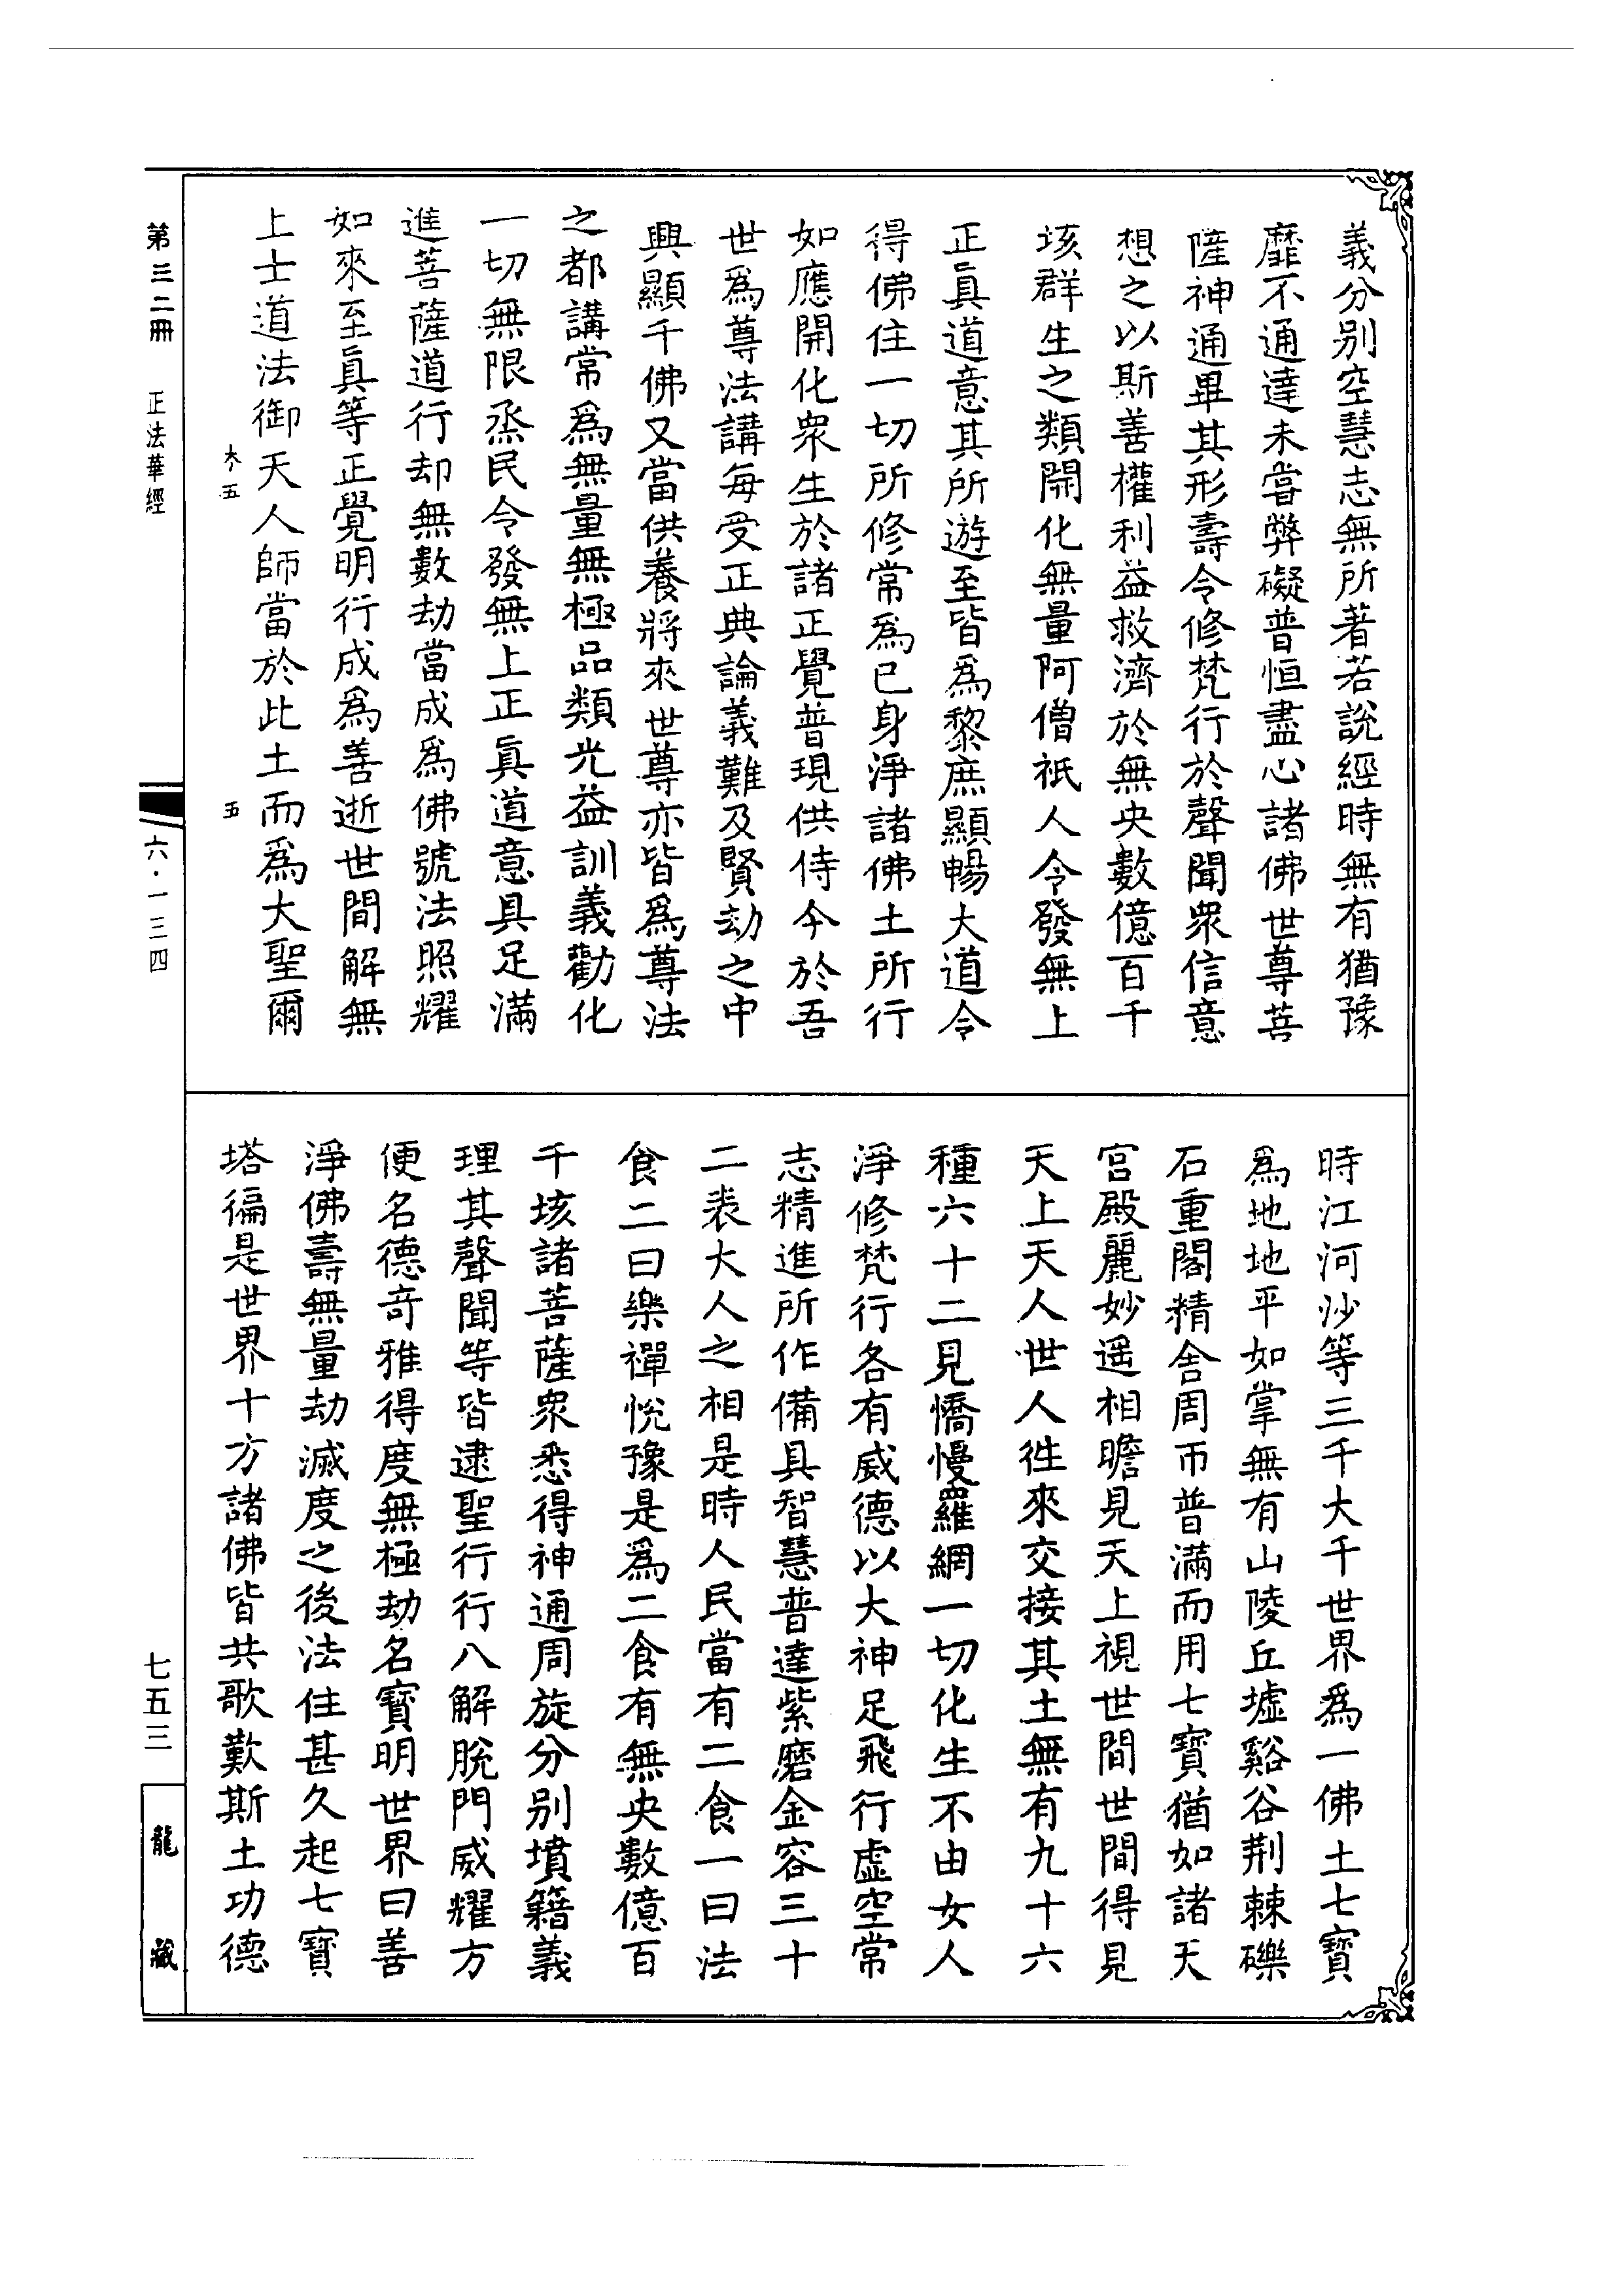 義分别空慧志無所著若說經時無有猶豫
靡不通達未甞弊礙普恒盡心諸佛世尊菩
薩神通畢其形壽令修梵行於聲聞衆信意
想之以斯善權利益救濟於無央數億百千
垓群生之類開化無量阿僧祇人令發無上
正眞道意其所遊至皆爲黎庶顯暢大道令
得佛住一切所修常爲已身淨諸佛土所行
如應開化衆生於諸正覺普現供侍今於吾
世爲尊法講每受正典論義難及賢劫之中
興顯千佛又當供養將來世尊亦皆爲尊法
之都講常爲無量無極品類光益訓義勸化
一切無限烝民令發無上正眞道意具足滿
進菩薩道行却無數劫當成爲佛號法照耀
如來至眞等正覺明行成爲善逝世間解無
上士道法御天人師當於此土而爲大聖爾
時江河沙等三千大千世界爲一佛土七寶
爲地地平如掌無有山陵丘墟谿谷荆棘礫
石重閣精舍周帀普滿而用七寶猶如諸天
宫殿麗妙遥相瞻見天上視世間世間得見
天上天人世人徃來交接其土無有九十六
種六十二見憍慢羅網一切化生不由女人
淨修梵行各有威德以大神足飛行虚空常
志精進所作備具智慧普達紫磨金容三十
二表大人之相是時人民當有二食一曰法
食二曰樂禪悅豫是爲二食有無央數億百
千垓諸菩薩衆悉得神通周旋分别墳籍義
理其聲聞等皆逮聖行行八解脫門威耀方
便名德奇雅得度無極劫名寶明世界曰善
淨佛壽無量劫滅度之後法住甚久起七寶
塔徧是世界十方諸佛皆共歌歎斯土功德
五
第三二冊
正法華經
六·一三四
七五三
龍藏